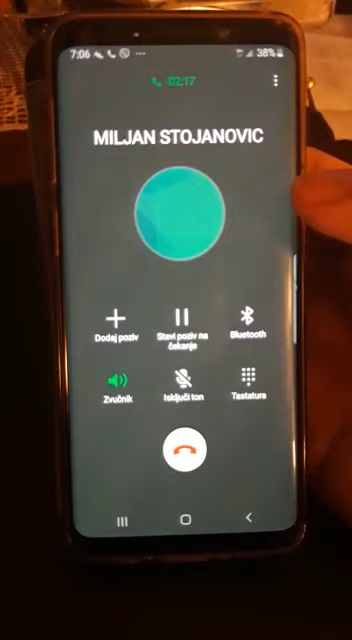 7:06 38%
02:17
MILJAN STOJANOVIC
Dodaj poziv Stavi poziv na čekanje Bluetooth
Zvučnik Isključi ton Tastatura